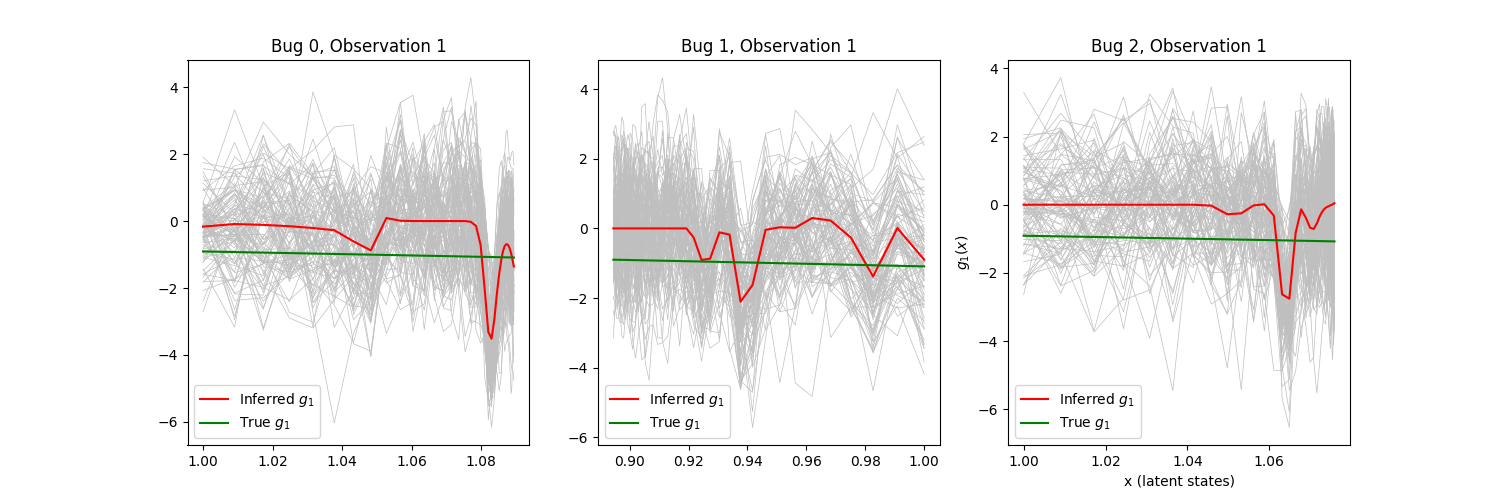 Bug 0, Observation 1
4
2
0
−2
−4
−6
Inferred g₁
True g₁
1.00 1.02 1.04 1.06 1.08
Bug 1, Observation 1
4
2
0
−2
−4
−6
Inferred g₁
True g₁
0.90 0.92 0.94 0.96 0.98 1.00
Bug 2, Observation 1
g₁(x)
4
2
0
−2
−4
−6
Inferred g₁
True g₁
1.00 1.02 1.04 1.06
x (latent states)